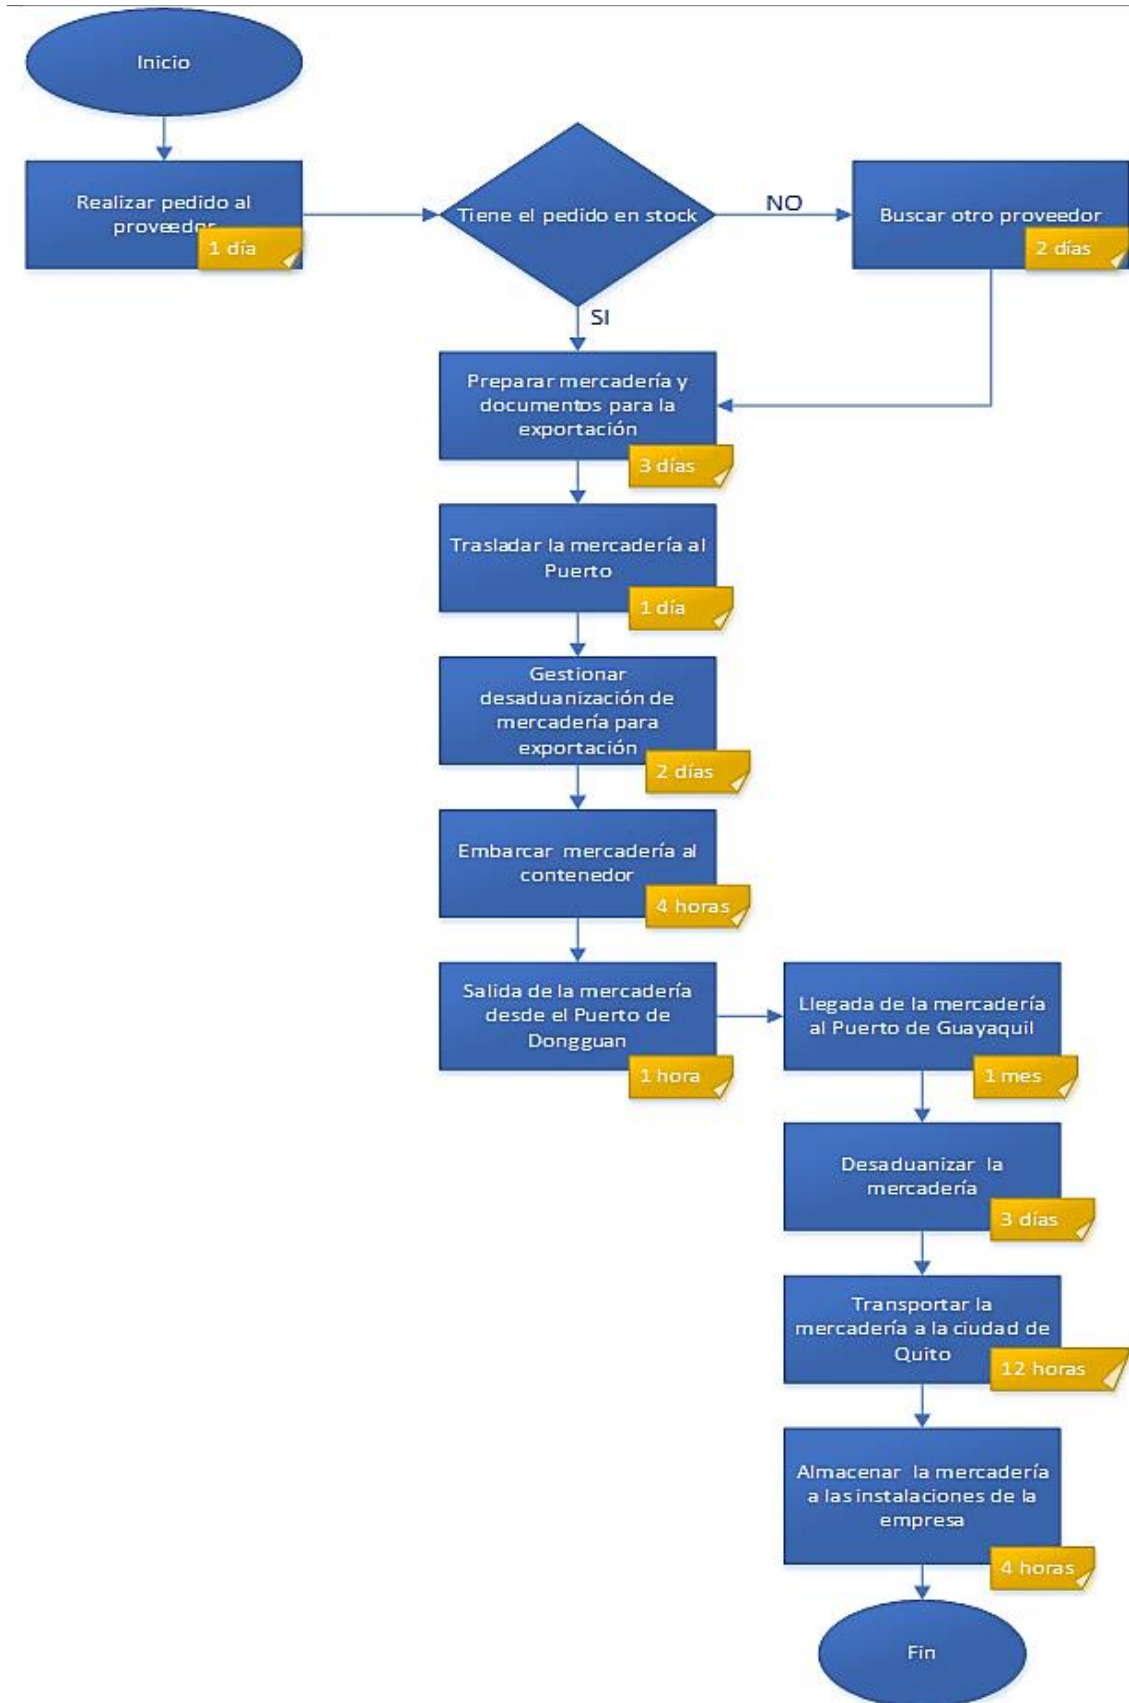 Inicio
Realizar pedido al
proveedor
1 día
Tiene el pedido en stock
NO
Buscar otro proveedor
2 días
SI
Preparar mercadería y
documentos para la
exportación
3 días
Trasladar la mercadería al
Puerto
1 día
Gestionar
desaduanización de
mercadería para
exportación
2 días
Embarcar mercadería al
contenedor
4 horas
Salida de la mercadería
desde el Puerto de
Dongguan
1 hora
Llegada de la mercadería
al Puerto de Guayaquil
1 mes
Desaduanizar la
mercadería
3 días
Transportar la
mercadería a la ciudad de
Quito
12 horas
Almacenar la mercadería
a las instalaciones de la
empresa
4 horas
Fin